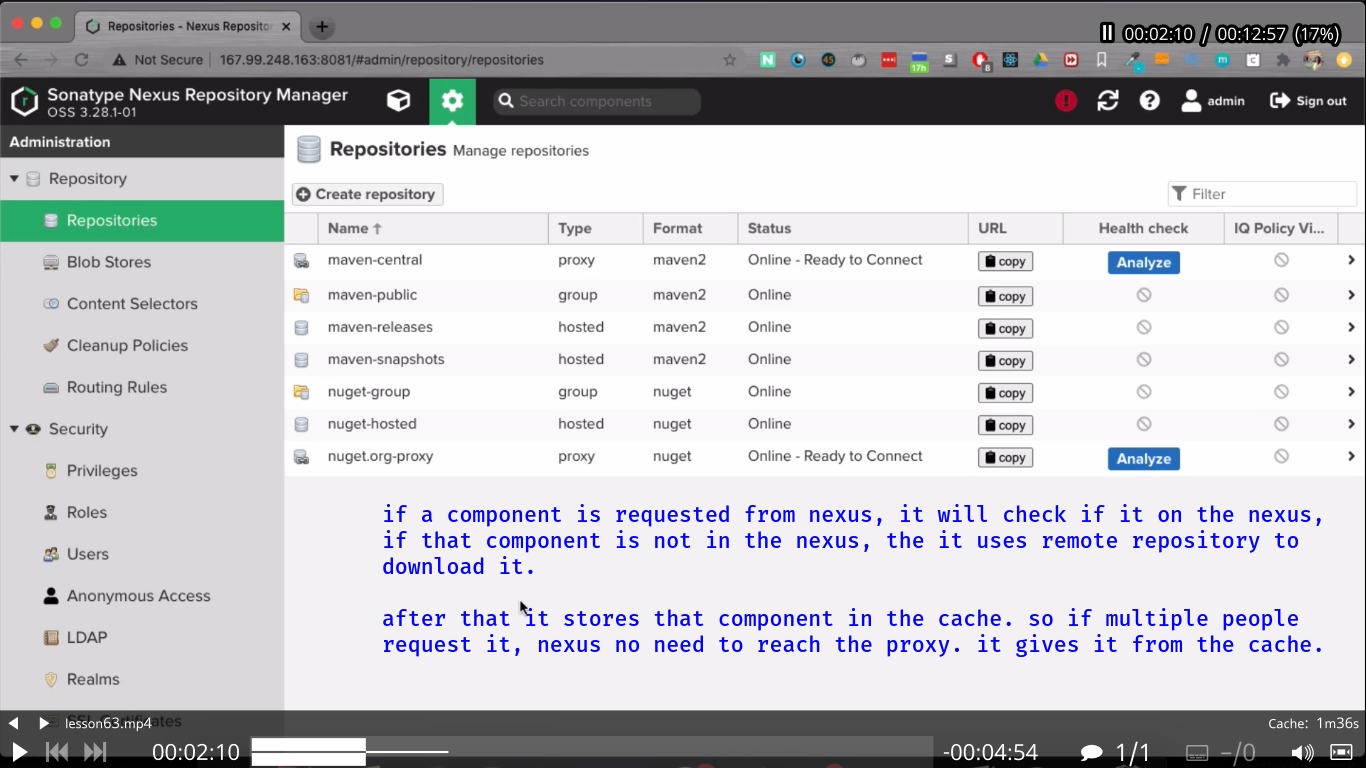 Repositories - Nexus Reposito
00:02:10 / 00:12:57 (17%)
Not Secure
167.99.248.163:8081/#admin/repository/repositories
Sonatype Nexus Repository Manager
OSS 3.28.1-01
Search components
admin
Sign out
Administration
Repository
Repositories
Blob Stores
Content Selectors
Cleanup Policies
Routing Rules
Security
Privileges
Roles
Users
Anonymous Access
LDAP
Realms
Repositories Manage repositories
Create repository
Filter
Name Type Format Status URL Health check IQ Policy Vi...
maven-central proxy maven2 Online - Ready to Connect copy Analyze
maven-public group maven2 Online copy
maven-releases hosted maven2 Online copy
maven-snapshots hosted maven2 Online copy
nuget-group group nuget Online copy
nuget-hosted hosted nuget Online copy
nuget.org-proxy proxy nuget Online - Ready to Connect copy Analyze
if a component is requested from nexus, it will check if it on the nexus,
if that component is not in the nexus, the it uses remote repository to
download it.
after that it stores that component in the cache. so if multiple people
request it, nexus no need to reach the proxy. it gives it from the cache.
lesson63.mp4
Cache: 1m36s
00:02:10
-00:04:54
1/1
–/0